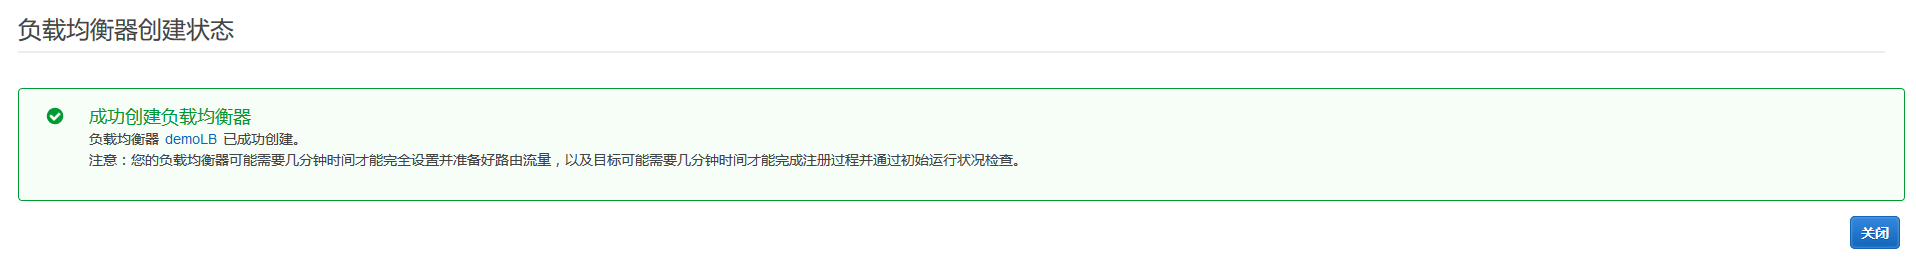 负载均衡器创建状态
成功创建负载均衡器
负载均衡器 demoLB 已成功创建。
注意：您的负载均衡器可能需要几分钟时间才能完全设置并准备好路由流量，以及目标可能需要几分钟时间才能完成注册过程并通过初始运行状况检查。
关闭